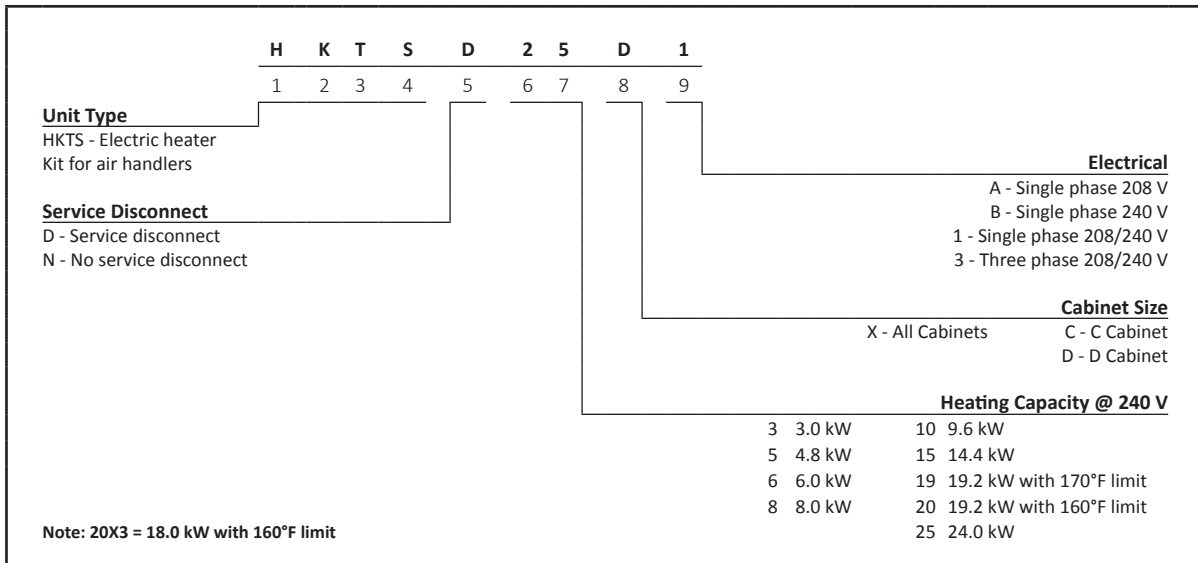 H K T S D 2 5 D 1
1 2 3 4 5 6 7 8 9
Unit Type
HKTS - Electric heater
Kit for air handlers
Service Disconnect
D - Service disconnect
N - No service disconnect
Electrical
A - Single phase 208 V
B - Single phase 240 V
1 - Single phase 208/240 V
3 - Three phase 208/240 V
Cabinet Size
X - All Cabinets C - C Cabinet
D - D Cabinet
Heating Capacity @ 240 V
3 3.0 kW 10 9.6 kW
5 4.8 kW 15 14.4 kW
6 6.0 kW 19 19.2 kW with 170°F limit
8 8.0 kW 20 19.2 kW with 160°F limit
25 24.0 kW
Note: 20X3 = 18.0 kW with 160°F limit